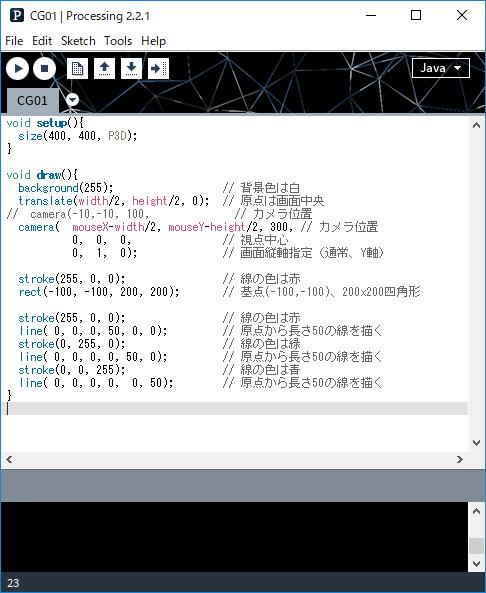 CG01 | Processing 2.2.1
File Edit Sketch Tools Help
Java
CG01
void setup(){
  size(400, 400, P3D);
}
void draw(){
  background(255);                  // 背景色は白
  translate(width/2, height/2, 0);  // 原点は画面中央
//  camera(-10,-10, 100,              // カメラ位置
  camera(  mouseX-width/2, mouseY-height/2, 300, // カメラ位置
           0,  0,  0,               // 視点中心
           0,  1,  0);              // 画面縦軸指定（通常、Y軸）
  stroke(255, 0, 0);                // 線の色は赤
  rect(-100, -100, 200, 200);       // 基点(-100,-100)、200x200四角形
  stroke(255, 0, 0);                // 線の色は赤
  line( 0, 0, 0, 50, 0, 0);         // 原点から長さ50の線を描く
  stroke(0, 255, 0);                // 線の色は緑
  line( 0, 0, 0, 0, 50, 0);         // 原点から長さ50の線を描く
  stroke(0, 0, 255);                // 線の色は青
  line( 0, 0, 0, 0,  0, 50);        // 原点から長さ50の線を描く
}
23